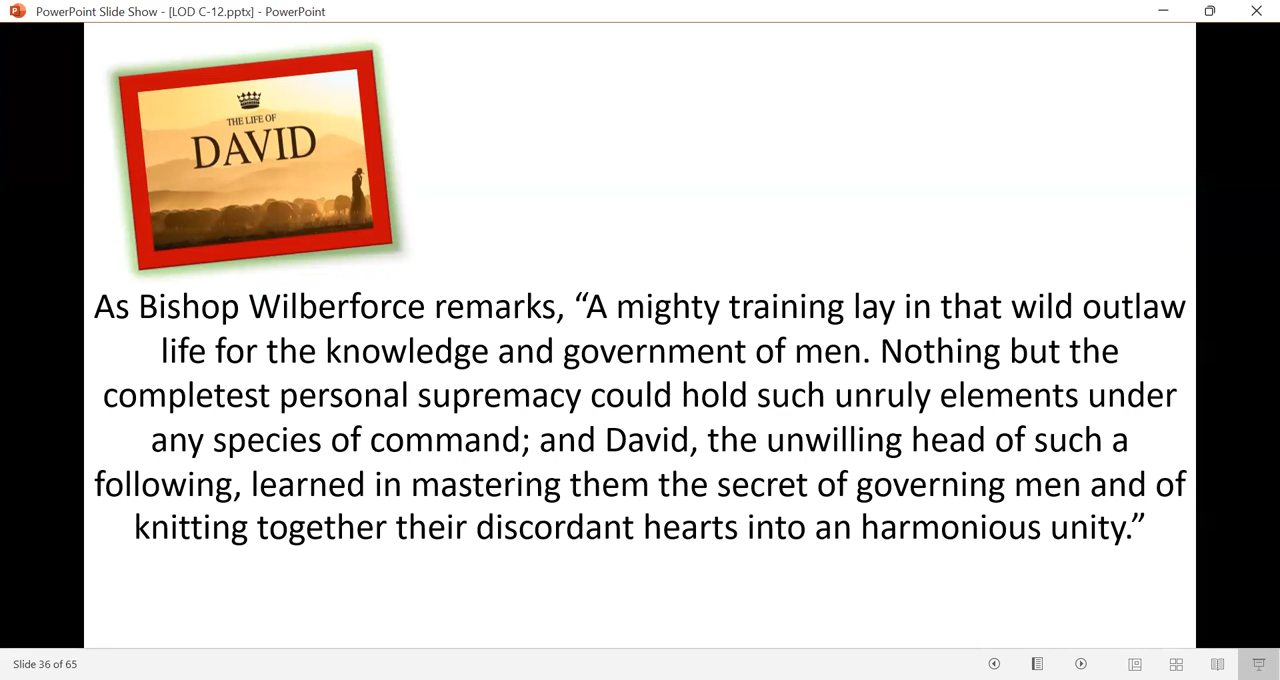 PowerPoint Slide Show - [LOD C-12.pptx] - PowerPoint
THE LIFE OF
DAVID
As Bishop Wilberforce remarks, “A mighty training lay in that wild outlaw
life for the knowledge and government of men. Nothing but the
completest personal supremacy could hold such unruly elements under
any species of command; and David, the unwilling head of such a
following, learned in mastering them the secret of governing men and of
knitting together their discordant hearts into an harmonious unity.”
Slide 36 of 65